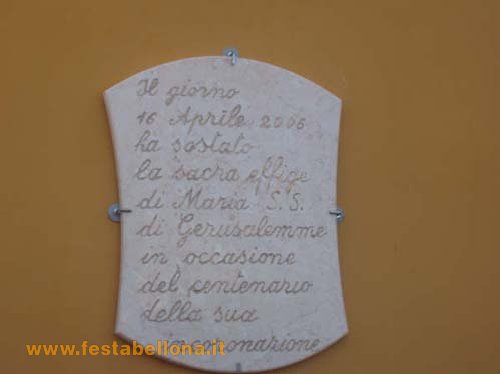 Il giorno
16 Aprile 2006
ha sostato
la sacra effige
di Maria S.S.
di Gerusalemme
in occasione
del centenario
della sua
incoronazione
www.festabellona.it